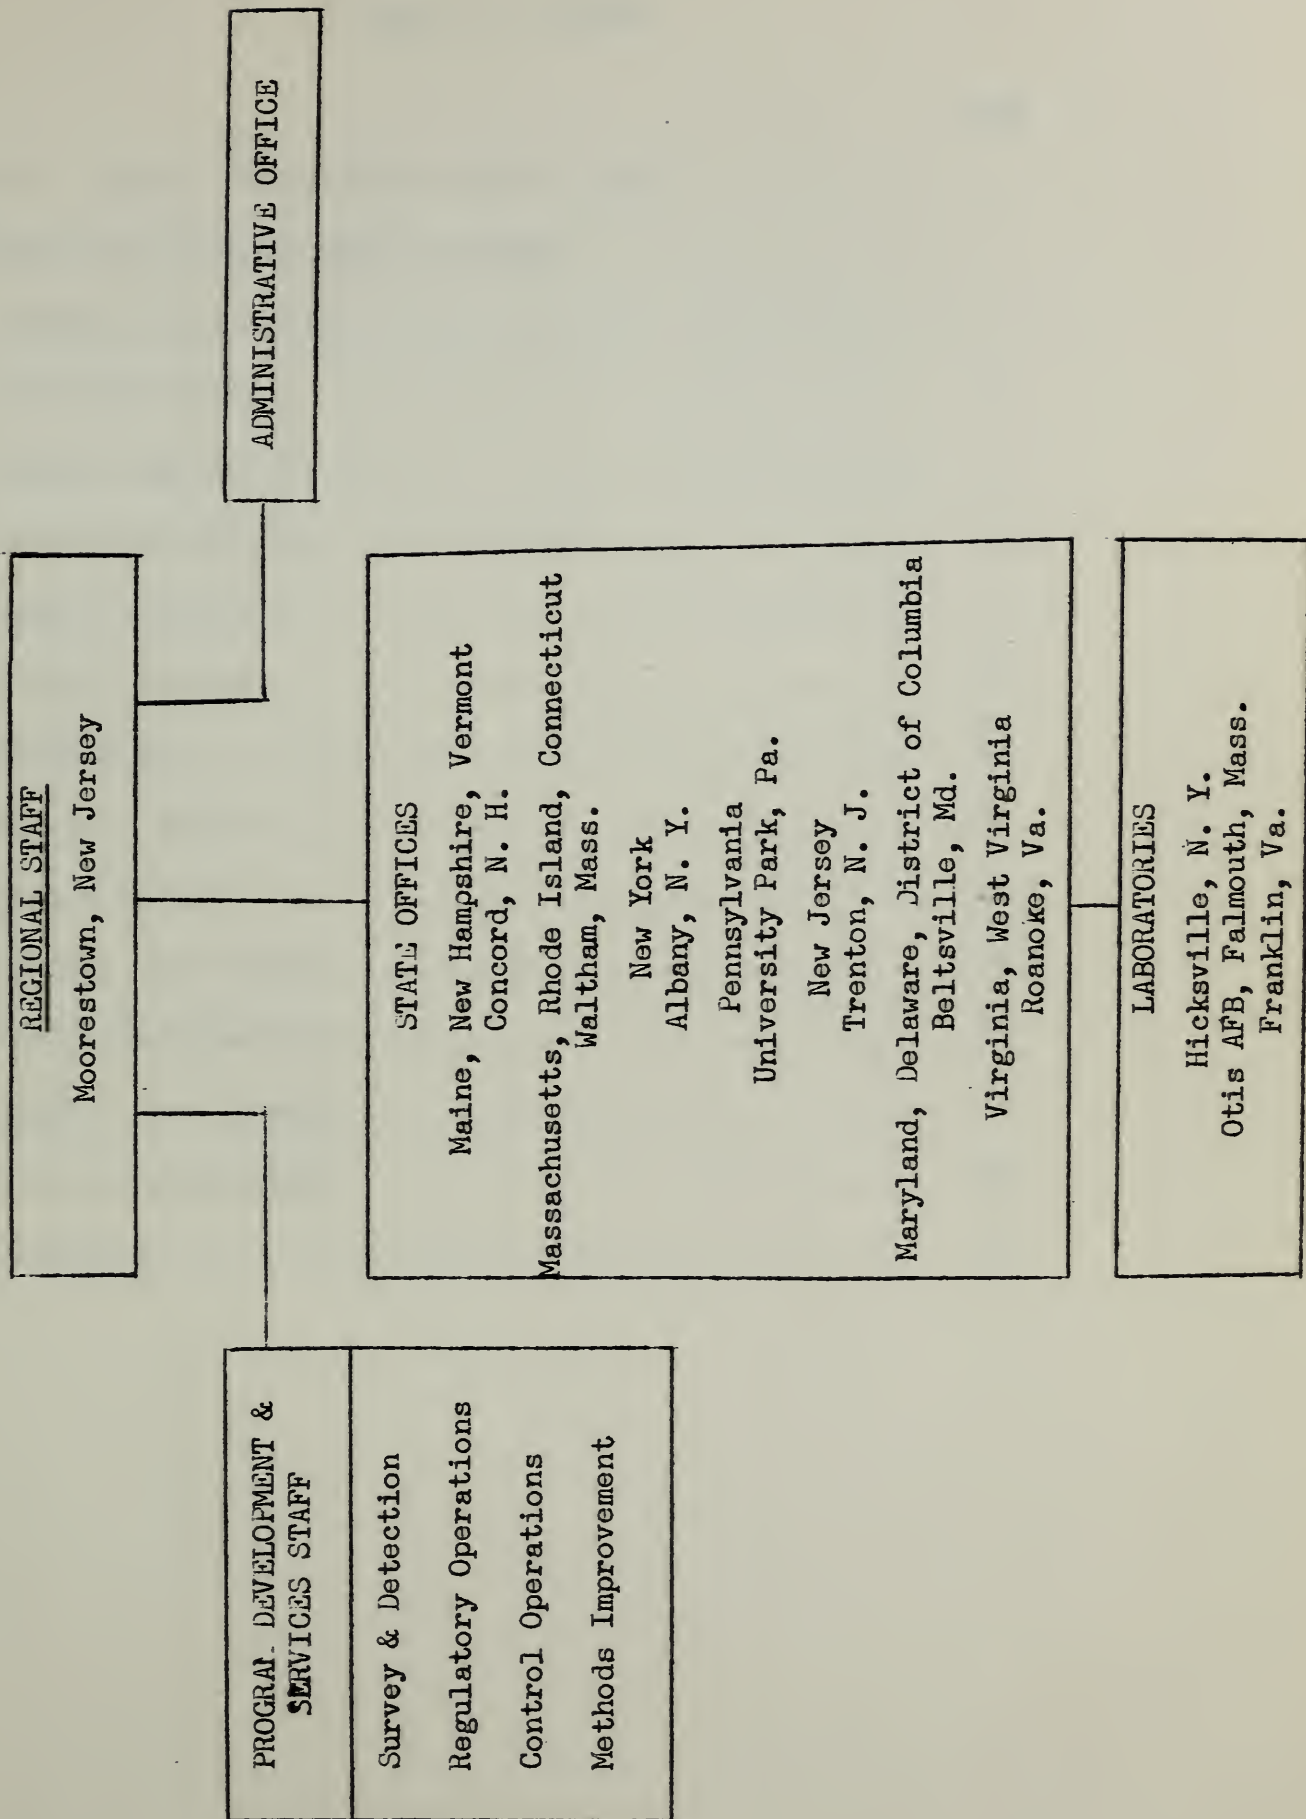 REGIONAL STAFF
Moorestown, New Jersey
ADMINISTRATIVE OFFICE
PROGRAM DEVELOPMENT &
SERVICES STAFF
Survey & Detection
Regulatory Operations
Control Operations
Methods Improvement
STATE OFFICES
Maine, New Hampshire, Vermont
Concord, N. H.
Massachusetts, Rhode Island, Connecticut
Waltham, Mass.
New York
Albany, N. Y.
Pennsylvania
University Park, Pa.
New Jersey
Trenton, N. J.
Maryland, Delaware, District of Columbia
Beltsville, Md.
Virginia, West Virginia
Roanoke, Va.
LABORATORIES
Hicksville, N. Y.
Otis AFB, Falmouth, Mass.
Franklin, Va.